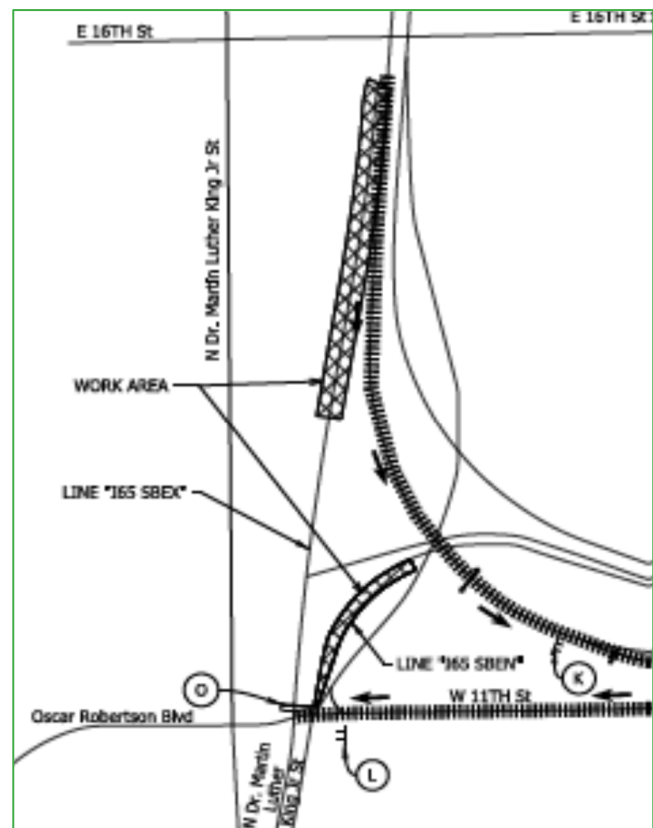 E 16TH St
E 16TH St
N Dr. Martin Luther King Jr St
WORK AREA
LINE "I65 SBEX"
LINE "I65 SBEN"
K
O
W 11TH St
Oscar Robertson Blvd
L
N Dr. Martin
Luther
King Jr St